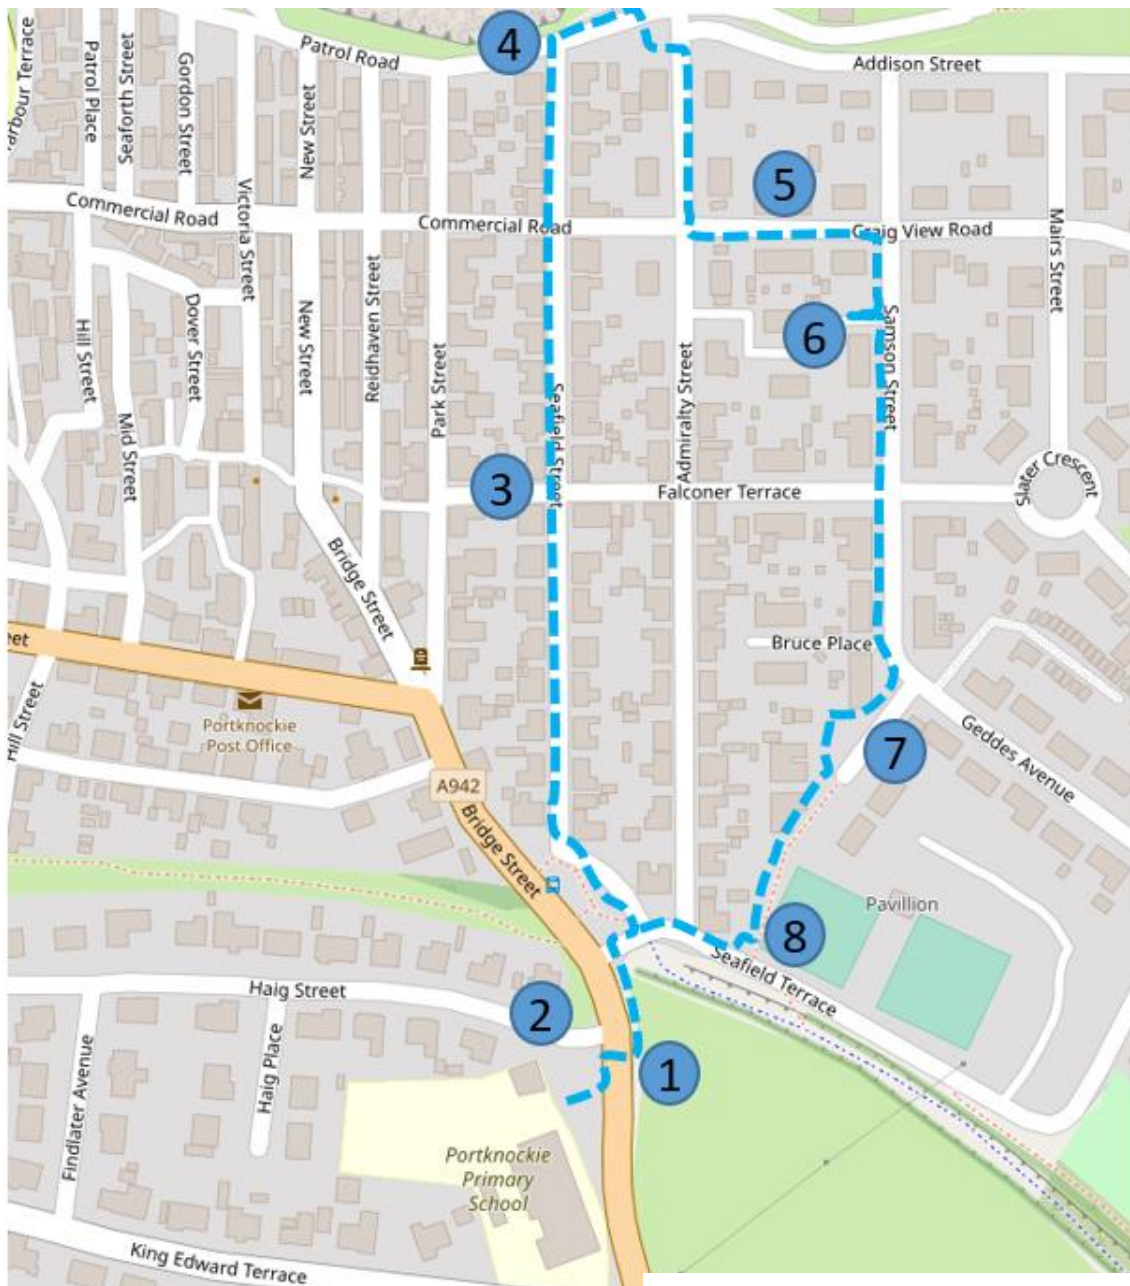 4
Patrol Road
Addison Street
arbour Terrace
Patrol Place
Seaforth Street
Gordon Street
New Street
5
Commercial Road
Victoria Street
Commercial Road
Craig View Road
Mairs Street
Reidhaven Street
Hill Street
Dover Street
New Street
6
Samson Street
Park Street
Seafield Street
Admiralty Street
Mid Street
3
Falconer Terrace
Slater Crescent
Bridge Street
Bruce Place
eet
Hill Street
Portknockie
Post Office
7
Geddes Avenue
A942
Bridge Street
Pavillion
8
Seafield Terrace
Haig Street
2
Findlater Avenue
Haig Place
1
Portknockie
Primary
School
King Edward Terrace